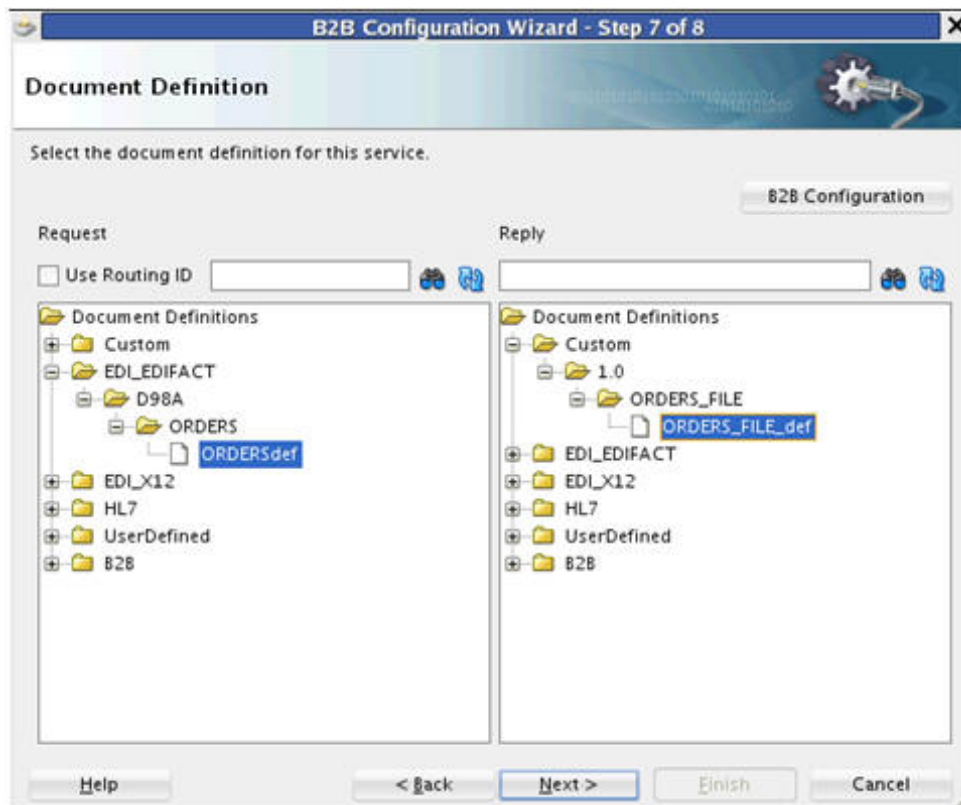 B2B Configuration Wizard - Step 7 of 8
Document Definition
Select the document definition for this service.
B2B Configuration
Request
Reply
Use Routing ID
Document Definitions
Custom
EDI_EDIFACT
D98A
ORDERS
ORDERSdef
EDI_X12
HL7
UserDefined
B2B
Document Definitions
Custom
1.0
ORDERS_FILE
ORDERS_FILE_def
EDI_EDIFACT
EDI_X12
HL7
UserDefined
B2B
Help
< Back
Next >
Finish
Cancel